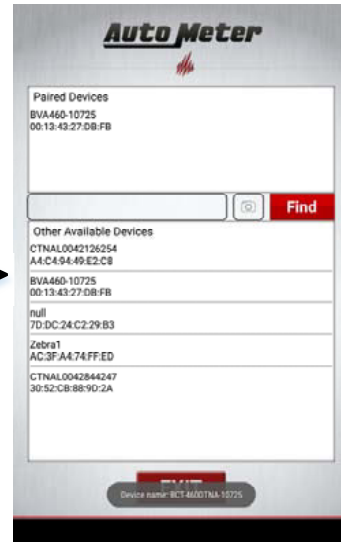 Auto Meter
Paired Devices
BVA460-10725
00:13:43:27:DB:FB
Find
Other Available Devices
CTNAL0042126254
A4:C4:94:49:E2:C8
BVA460-10725
00:13:43:27:DB:FB
null
7D:DC:24:C2:29:B3
Zebra1
AC:3F:A4:74:FF:ED
CTNAL0042844247
30:52:CB:88:9D:2A
EXIT
Device name: BCT-460DTNA-10725